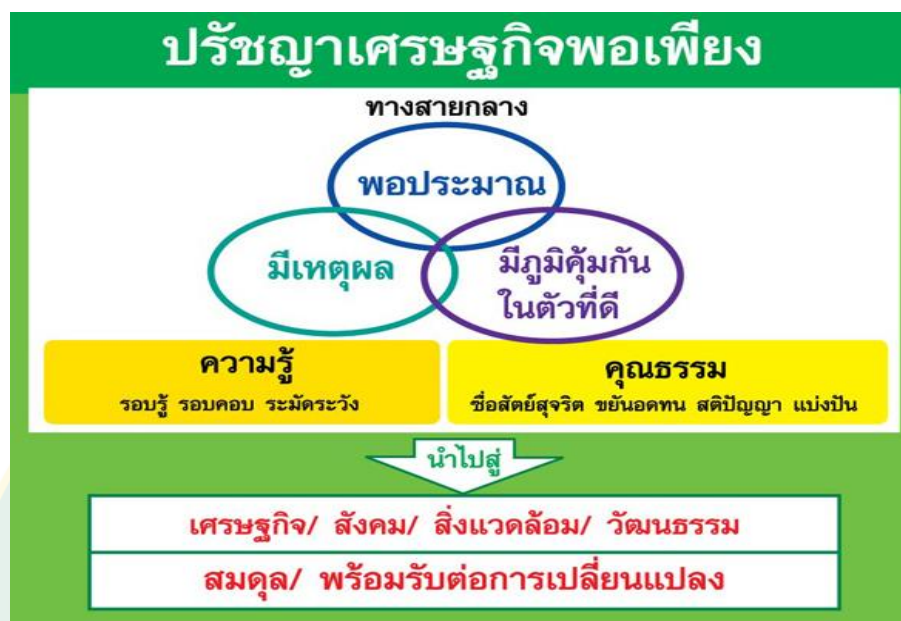 ปรัชญาเศรษฐกิจพอเพียง
ทางสายกลาง
พอประมาณ
มีเหตุผล
มีภูมิคุ้มกัน
ในตัวที่ดี
ความรู้
รอบรู้ รอบคอบ ระมัดระวัง
คุณธรรม
ซื่อสัตย์สุจริต ขยันอดทน สติปัญญา แบ่งปัน
นำไปสู่
เศรษฐกิจ/ สังคม/ สิ่งแวดล้อม/ วัฒนธรรม
สมดุล/ พร้อมรับต่อการเปลี่ยนแปลง